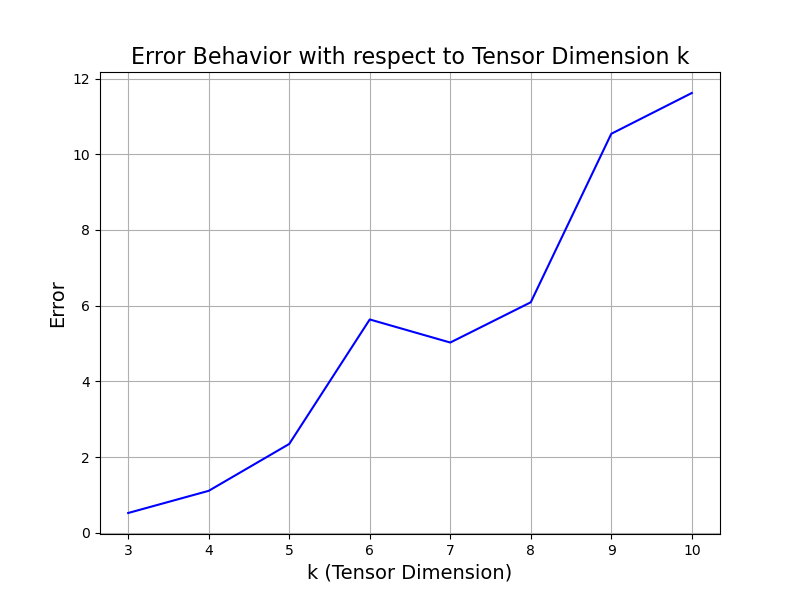 Error Behavior with respect to Tensor Dimension k
12
10
8
6
4
2
0
Error
3 4 5 6 7 8 9 10
k (Tensor Dimension)